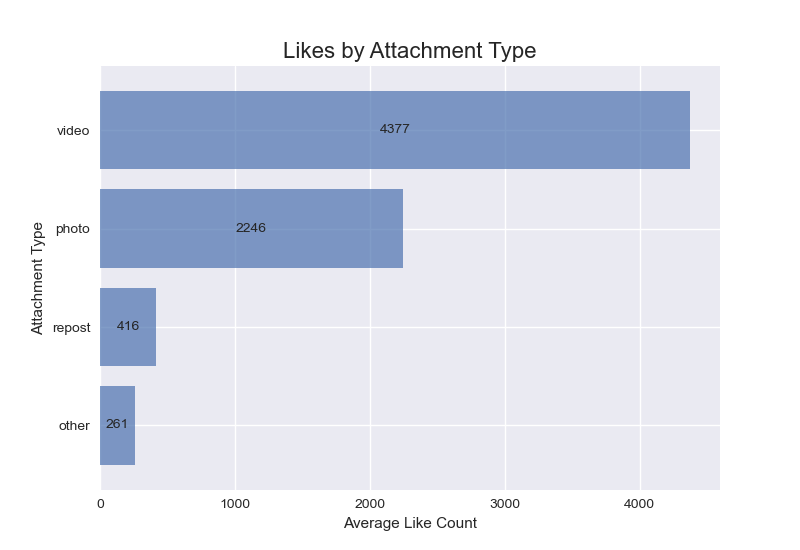 Likes by Attachment Type
video
4377
photo
2246
repost
416
other
261
Attachment Type
0 1000 2000 3000 4000
Average Like Count